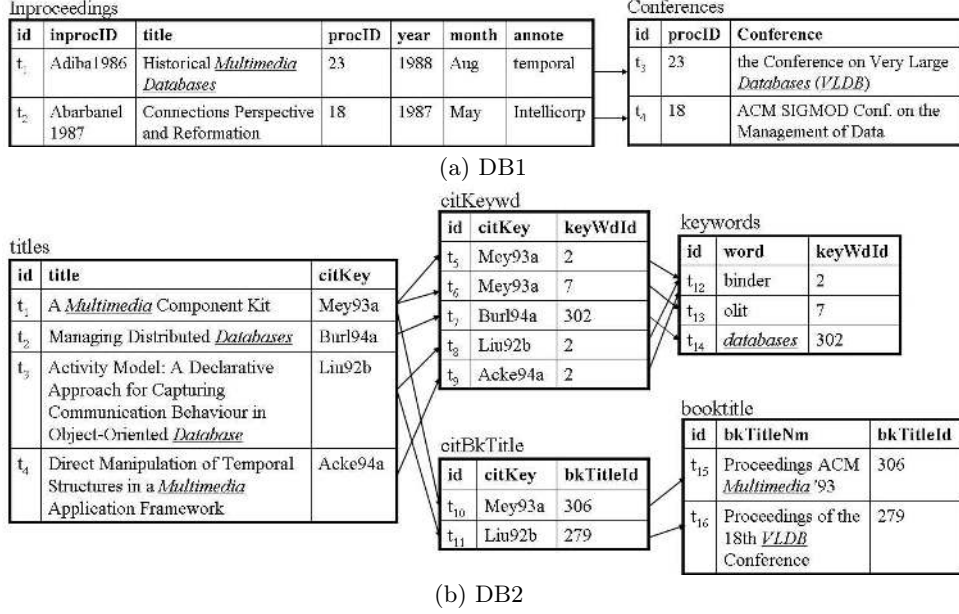 Inproceedings
id inprocID title procID year month annote
t1 Adiba1986 Historical Multimedia 23 1988 Aug temporal
Databases
t2 Abarbanel Connections Perspective 18 1987 May Intellicorp
1987 and Reformation
Conferences
id procID Conference
t3 23 the Conference on Very Large
Databases (VLDB)
t4 18 ACM SIGMOD Conf. on the
Management of Data
(a) DB1
titles
id title citKey
t1 A Multimedia Component Kit Mey93a
t2 Managing Distributed Databases Burl94a
t3 Activity Model: A Declarative Liu92b
Approach for Capturing
Communication Behaviour in
Object-Oriented Database
t4 Direct Manipulation of Temporal Acke94a
Structures in a Multimedia
Application Framework
citKeywd
id citKey keyWdId
t5 Mey93a 2
t6 Mey93a 7
t7 Burl94a 302
t8 Liu92b 2
t9 Acke94a 2
keywords
id word keyWdId
t12 binder 2
t13 olit 7
t14 databases 302
citBkTitle
id citKey bkTitleId
t10 Mey93a 306
t11 Liu92b 279
booktitle
id bkTitleNm bkTitleId
t15 Proceedings ACM 306
Multimedia '93
t16 Proceedings of the 279
18th VLDB
Conference
(b) DB2